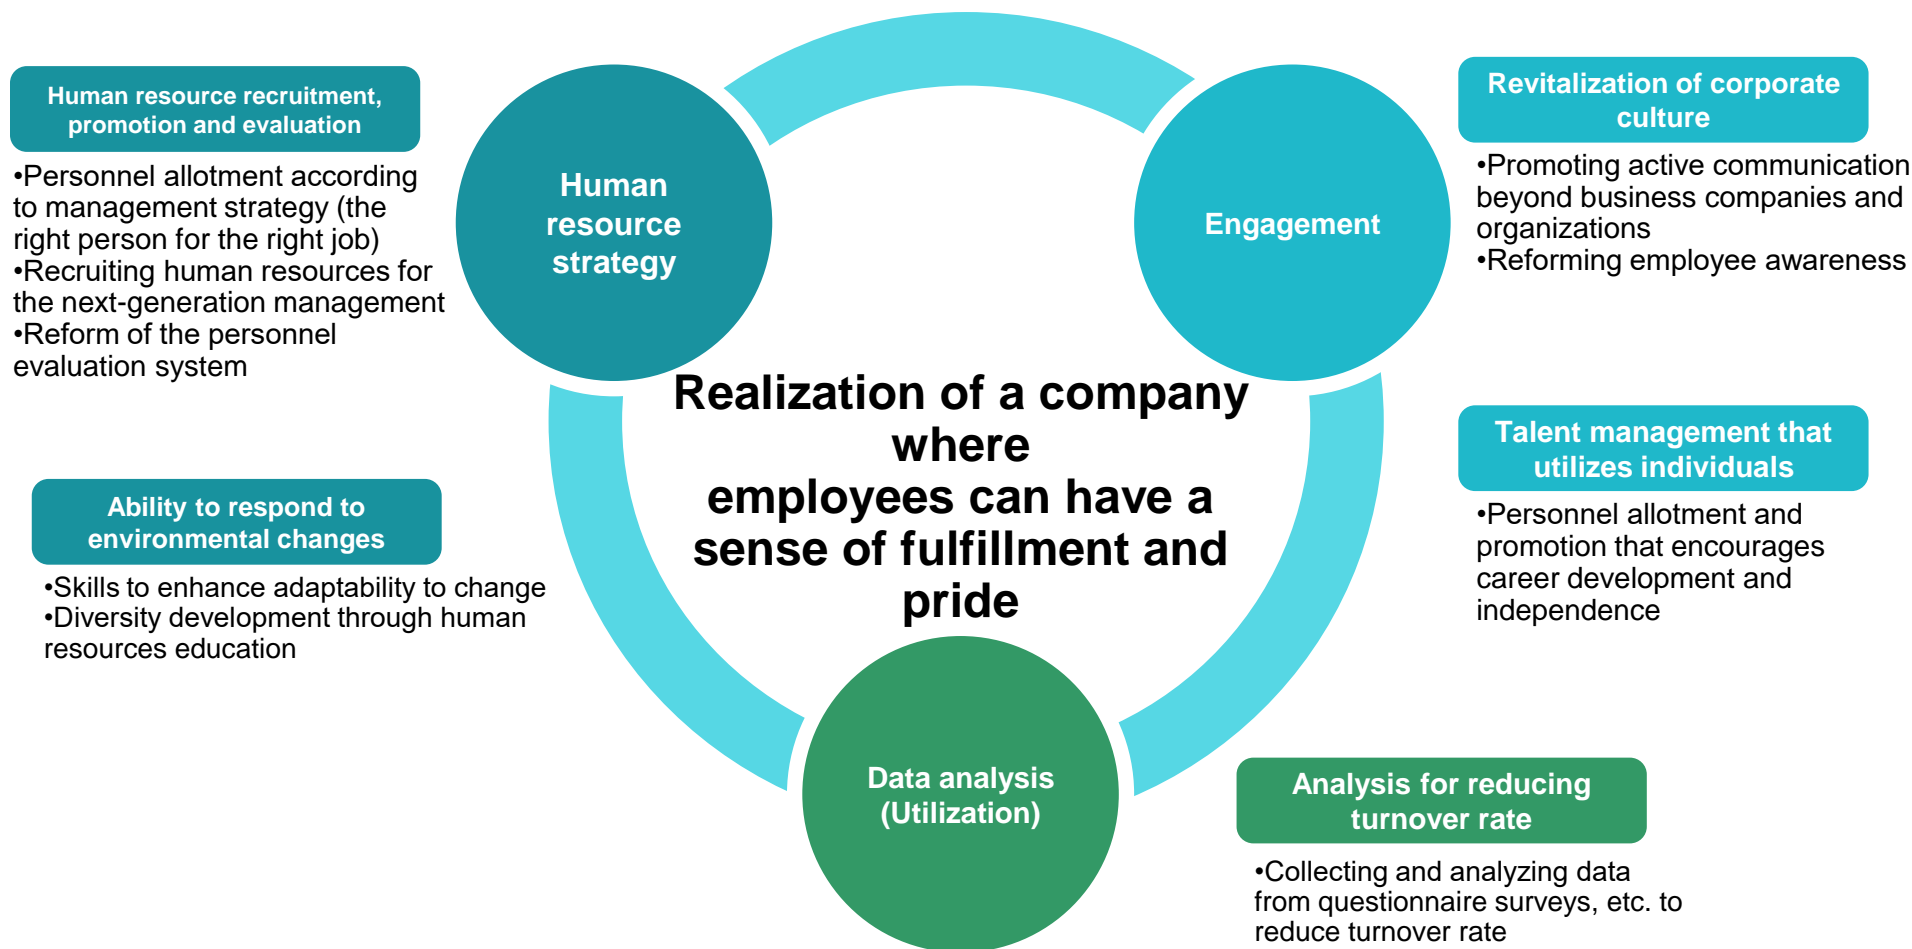 Human resource recruitment,
promotion and evaluation
•Personnel allotment according
to management strategy (the
right person for the right job)
•Recruiting human resources for
the next-generation management
•Reform of the personnel
evaluation system
Ability to respond to
environmental changes
•Skills to enhance adaptability to change
•Diversity development through human
resources education
Human
resource
strategy
Engagement
Realization of a company
where
employees can have a
sense of fulfillment and
pride
Data analysis
(Utilization)
Revitalization of corporate
culture
•Promoting active communication
beyond business companies and
organizations
•Reforming employee awareness
Talent management that
utilizes individuals
•Personnel allotment and
promotion that encourages
career development and
independence
Analysis for reducing
turnover rate
•Collecting and analyzing data
from questionnaire surveys, etc. to
reduce turnover rate